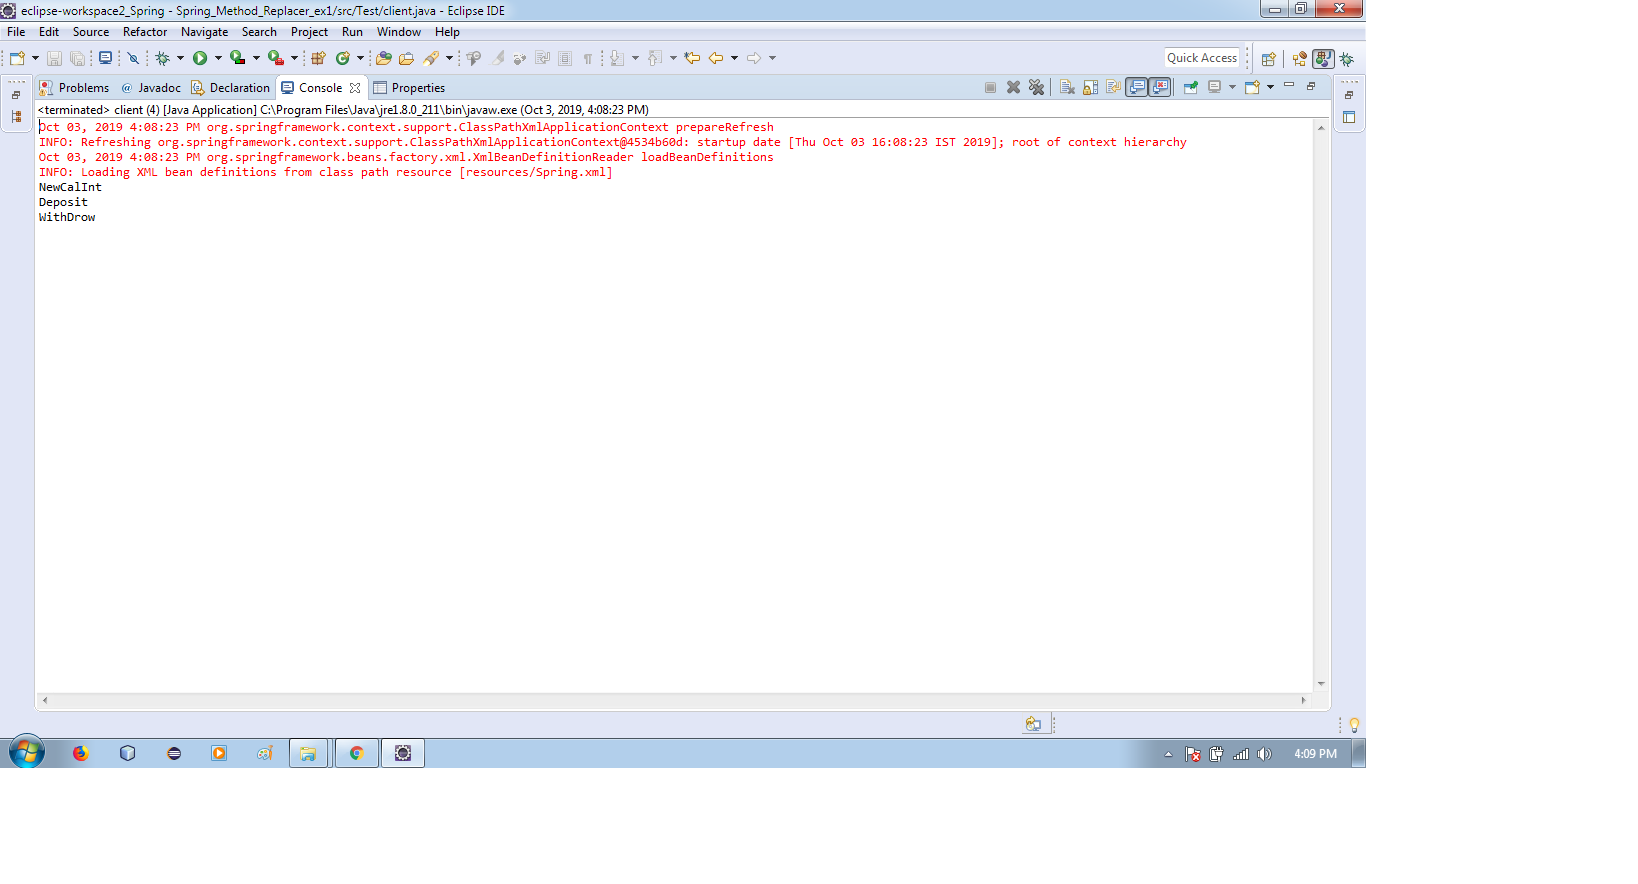 eclipse-workspace2_Spring - Spring_Method_Replacer_ex1/src/Test/client.java - Eclipse IDE
File Edit Source Refactor Navigate Search Project Run Window Help
Quick Access
Problems @ Javadoc Declaration Console Properties
<terminated> client (4) [Java Application] C:\Program Files\Java\jre1.8.0_211\bin\javaw.exe (Oct 3, 2019, 4:08:23 PM)
Oct 03, 2019 4:08:23 PM org.springframework.context.support.ClassPathXmlApplicationContext prepareRefresh
INFO: Refreshing org.springframework.context.support.ClassPathXmlApplicationContext@4534b60d: startup date [Thu Oct 03 16:08:23 IST 2019]; root of context hierarchy
Oct 03, 2019 4:08:23 PM org.springframework.beans.factory.xml.XmlBeanDefinitionReader loadBeanDefinitions
INFO: Loading XML bean definitions from class path resource [resources/Spring.xml]
NewCalInt
Deposit
WithDrow
4:09 PM